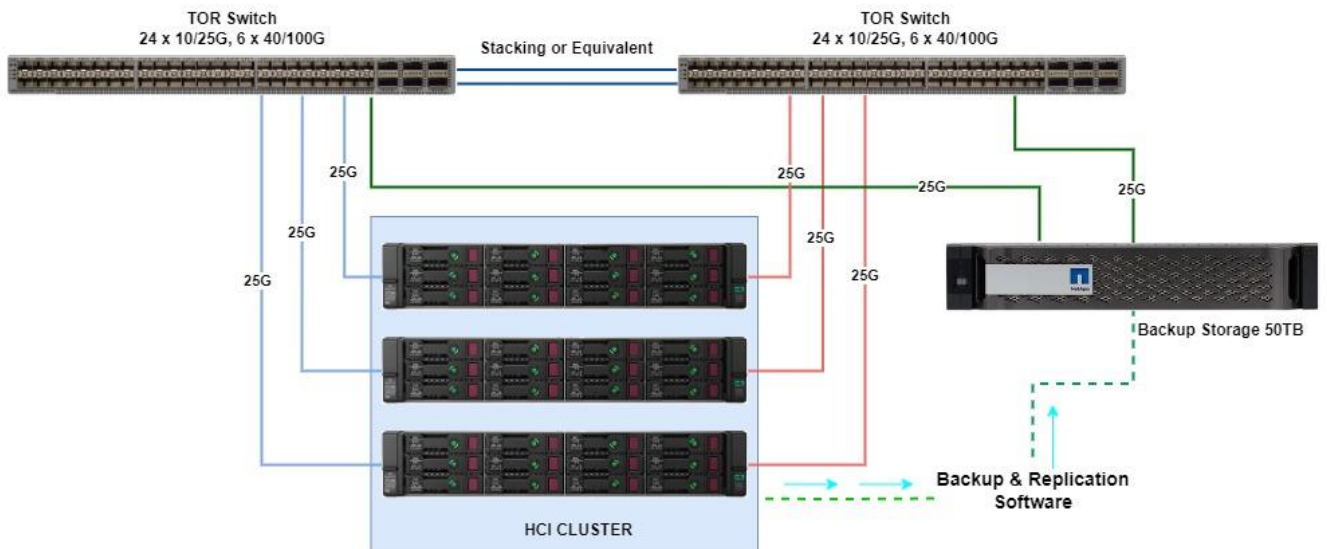 TOR Switch
24 x 10/25G, 6 x 40/100G
TOR Switch
24 x 10/25G, 6 x 40/100G
Stacking or Equivalent
25G
25G
25G
25G
25G
25G
25G
25G
NetApp
Backup Storage 50TB
Backup & Replication
Software
HCI CLUSTER